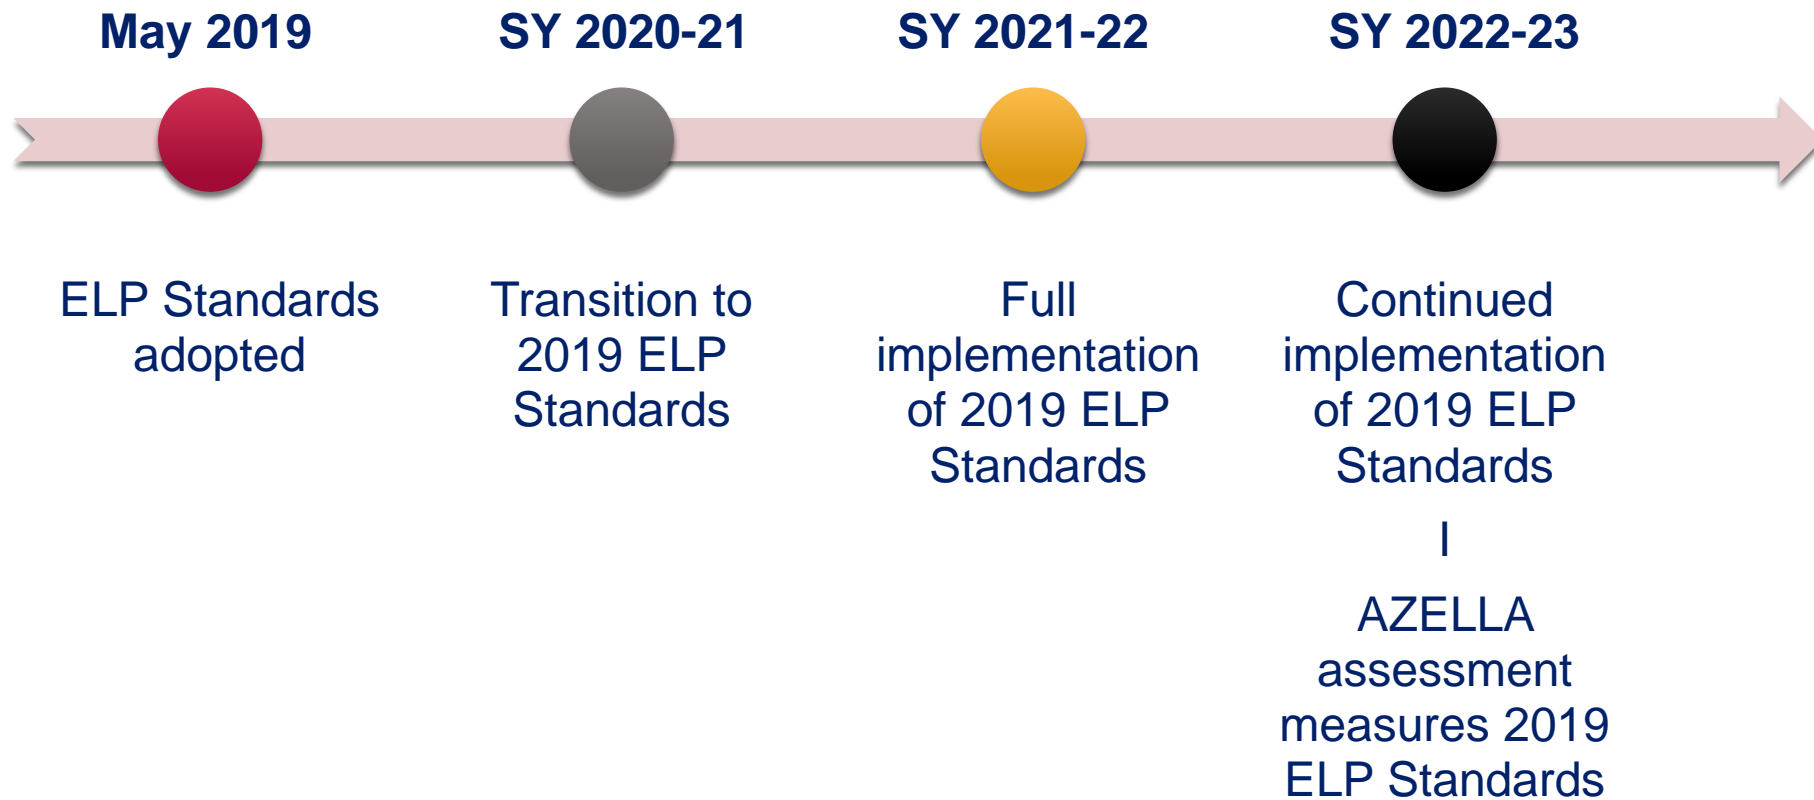 May 2019
SY 2020-21
SY 2021-22
SY 2022-23
ELP Standards
adopted
Transition to
2019 ELP
Standards
Full
implementation
of 2019 ELP
Standards
Continued
implementation
of 2019 ELP
Standards
I
AZELLA
assessment
measures 2019
ELP Standards